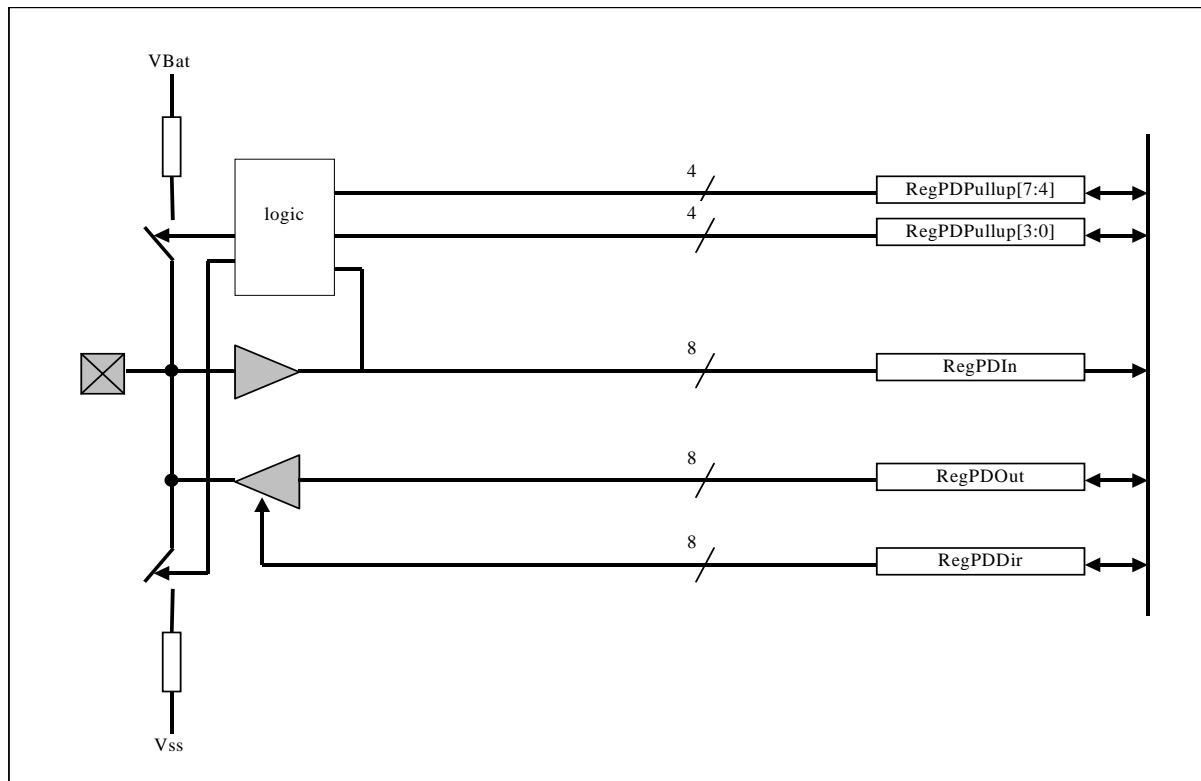 VBat
logic
4
RegPDPullup[7:4]
4
RegPDPullup[3:0]
8
RegPDIn
8
RegPDOut
8
RegPDDir
Vss